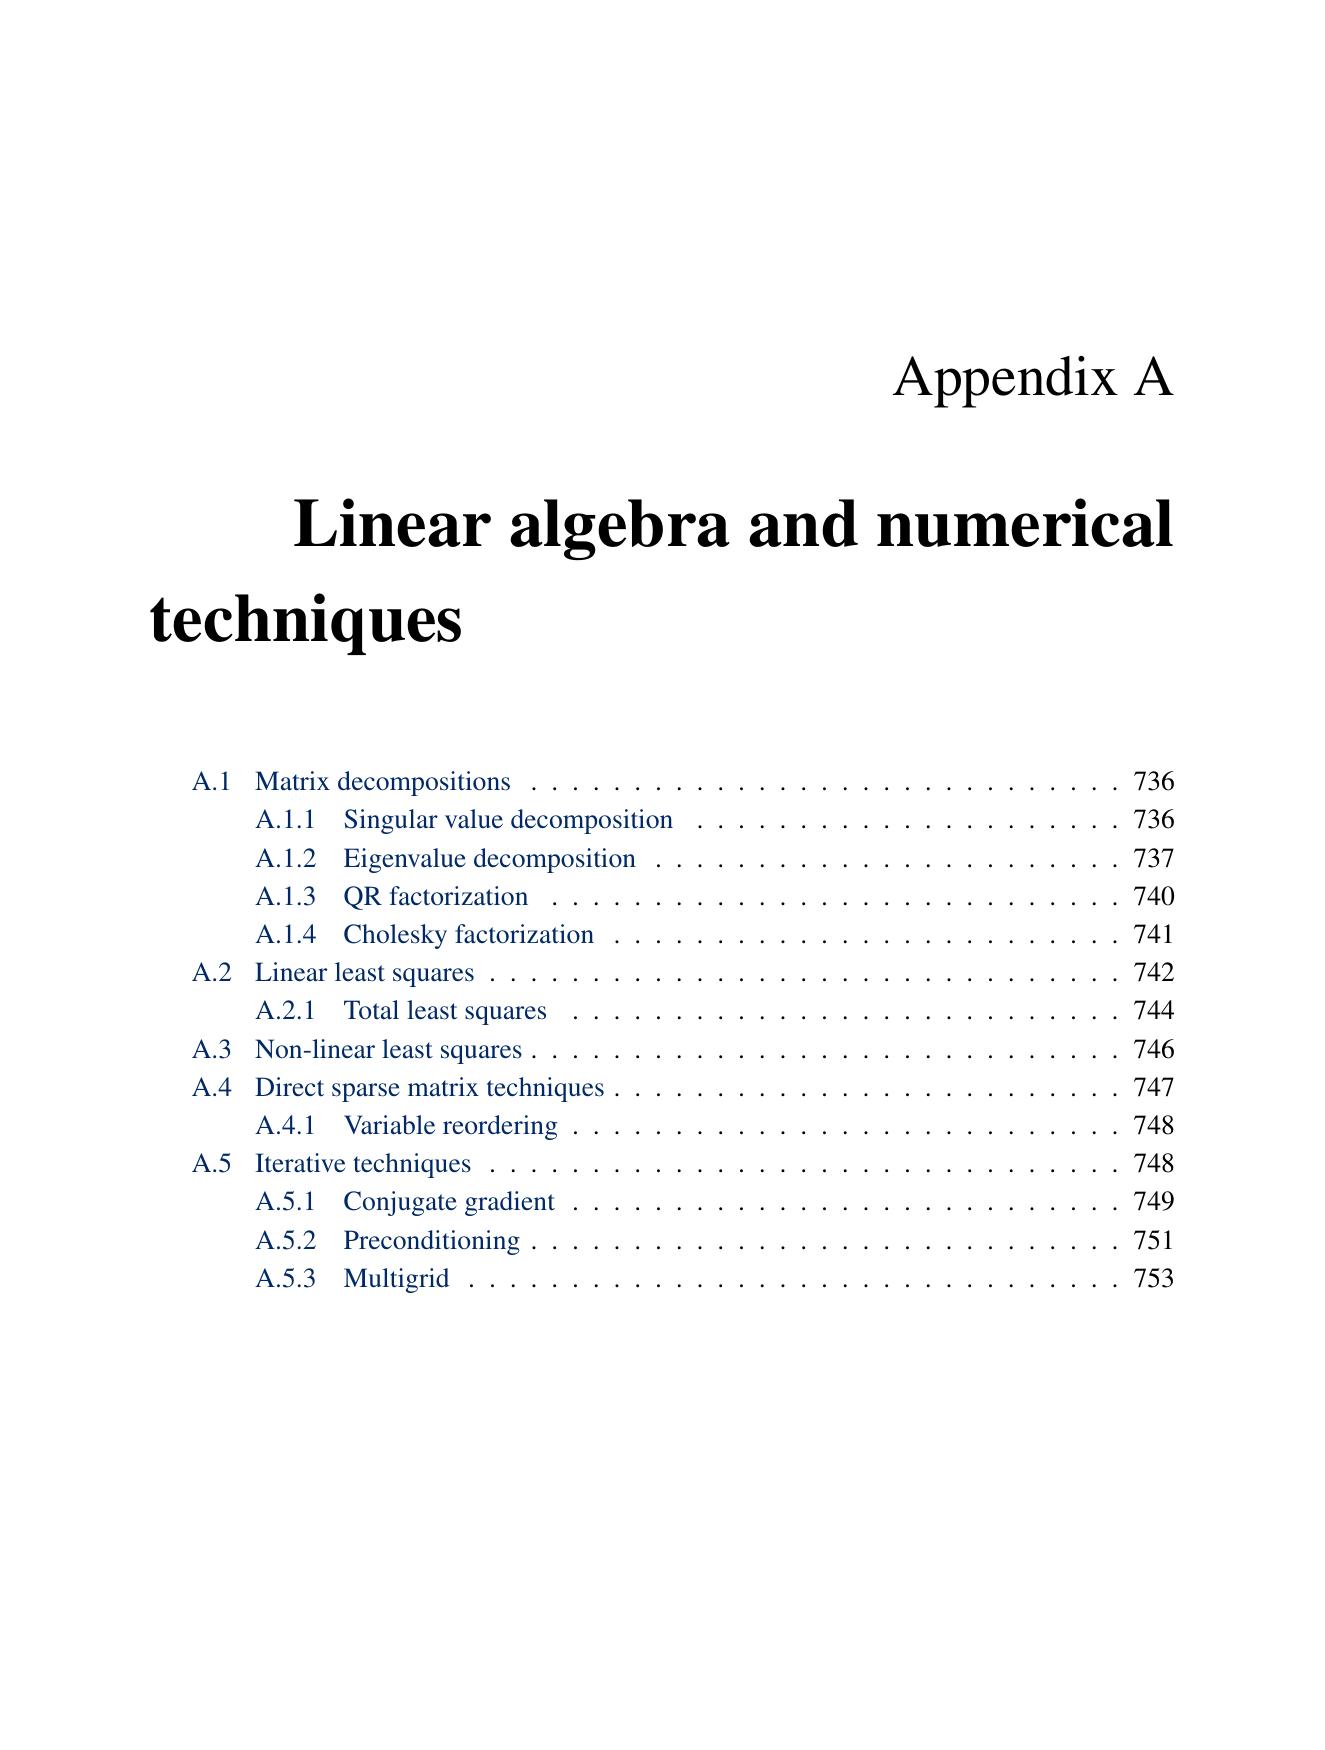 Appendix A
Linear algebra and numerical
techniques
A.1 Matrix decompositions . . . . . . . . . . . . . . . . . . . . . . . . . . . . . 736
A.1.1 Singular value decomposition . . . . . . . . . . . . . . . . . . . . . 736
A.1.2 Eigenvalue decomposition . . . . . . . . . . . . . . . . . . . . . . . 737
A.1.3 QR factorization . . . . . . . . . . . . . . . . . . . . . . . . . . . . 740
A.1.4 Cholesky factorization . . . . . . . . . . . . . . . . . . . . . . . . . 741
A.2 Linear least squares . . . . . . . . . . . . . . . . . . . . . . . . . . . . . . . 742
A.2.1 Total least squares . . . . . . . . . . . . . . . . . . . . . . . . . . . 744
A.3 Non-linear least squares . . . . . . . . . . . . . . . . . . . . . . . . . . . . . 746
A.4 Direct sparse matrix techniques . . . . . . . . . . . . . . . . . . . . . . . . . 747
A.4.1 Variable reordering . . . . . . . . . . . . . . . . . . . . . . . . . . . 748
A.5 Iterative techniques . . . . . . . . . . . . . . . . . . . . . . . . . . . . . . . 748
A.5.1 Conjugate gradient . . . . . . . . . . . . . . . . . . . . . . . . . . . 749
A.5.2 Preconditioning . . . . . . . . . . . . . . . . . . . . . . . . . . . . . 751
A.5.3 Multigrid . . . . . . . . . . . . . . . . . . . . . . . . . . . . . . . . 753